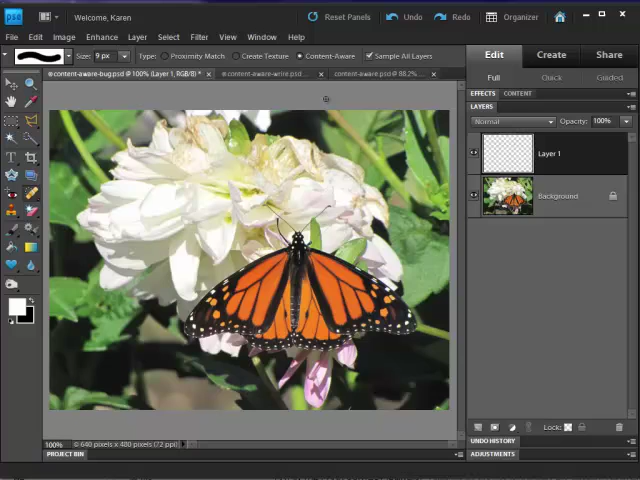 pse Welcome, Karen Reset Panels Undo Redo Organizer
File Edit Image Enhance Layer Select Filter View Window Help
Size: 9 px Type: Proximity Match Create Texture Content-Aware Sample All Layers
Edit Create Share
content-aware-bug.psd @ 100% (Layer 1, RGB/8) * content-aware-wire.psd ... content-aware.psd @ 88.2% ...
Full Quick Guided
EFFECTS CONTENT
LAYERS
Normal Opacity: 100%
Layer 1
Background
T
Lock:
100% © 640 pixels x 480 pixels (72 ppi)
UNDO HISTORY
PROJECT BIN
ADJUSTMENTS